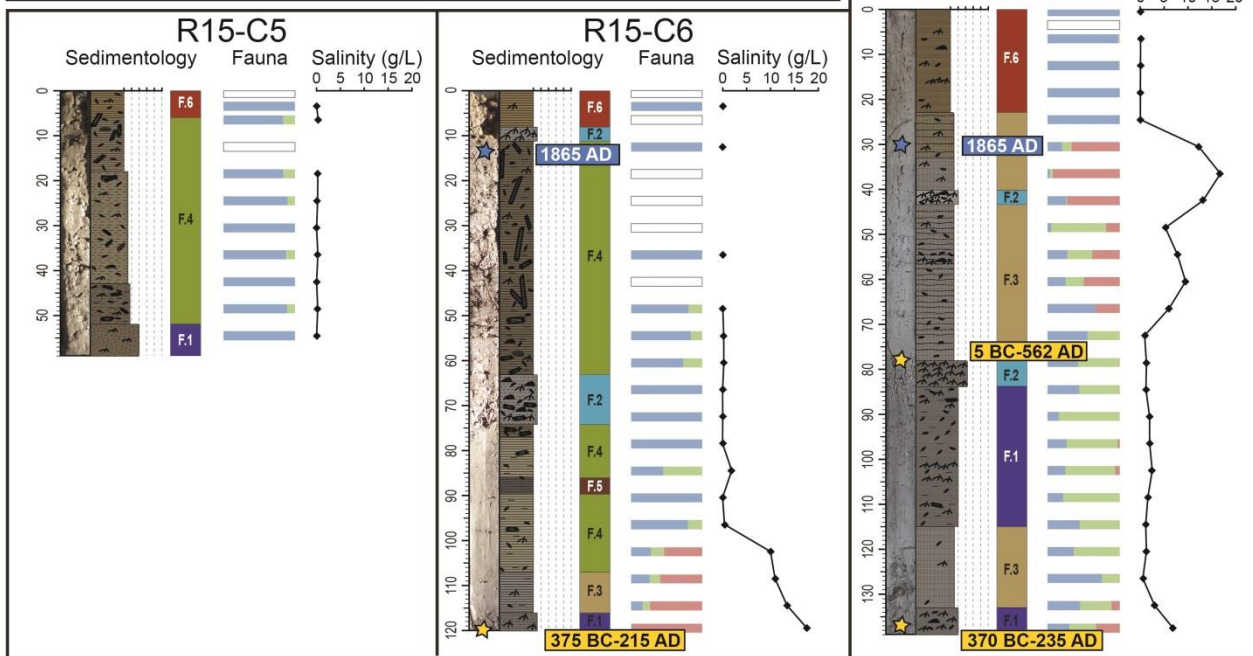 R15-C5
Sedimentology Fauna Salinity (g/L)
0 5 10 15 20
0
10
20
30
40
50
F.6
F.4
F.1
R15-C6
Sedimentology Fauna Salinity (g/L)
0 5 10 15 20
0
10
20
30
40
50
60
70
80
90
100
110
120
F.6
F.2
1865 AD
F.4
F.2
F.4
F.5
F.4
F.3
F.1
375 BC-215 AD
0
10
20
30
40
50
60
70
80
90
100
110
120
130
F.6
1865 AD
F.2
F.3
5 BC-562 AD
F.2
F.1
F.3
F.1
370 BC-235 AD